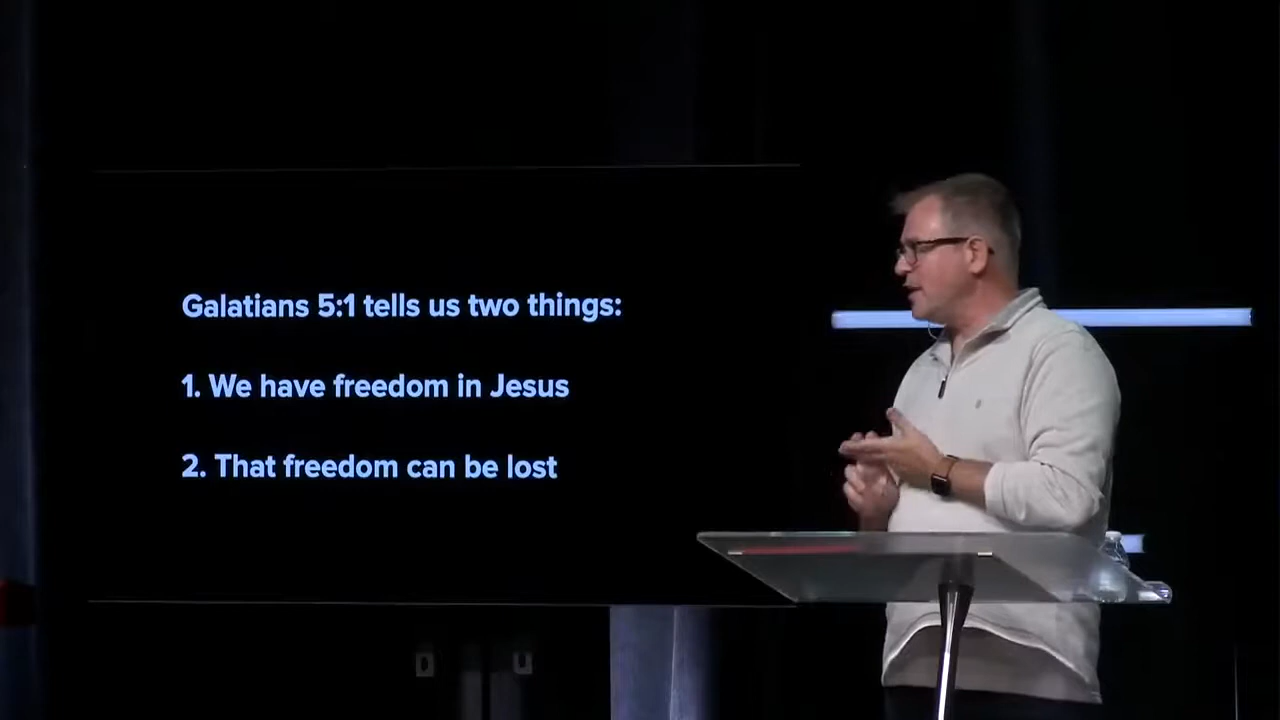 Galatians 5:1 tells us two things:
1. We have freedom in Jesus
2. That freedom can be lost